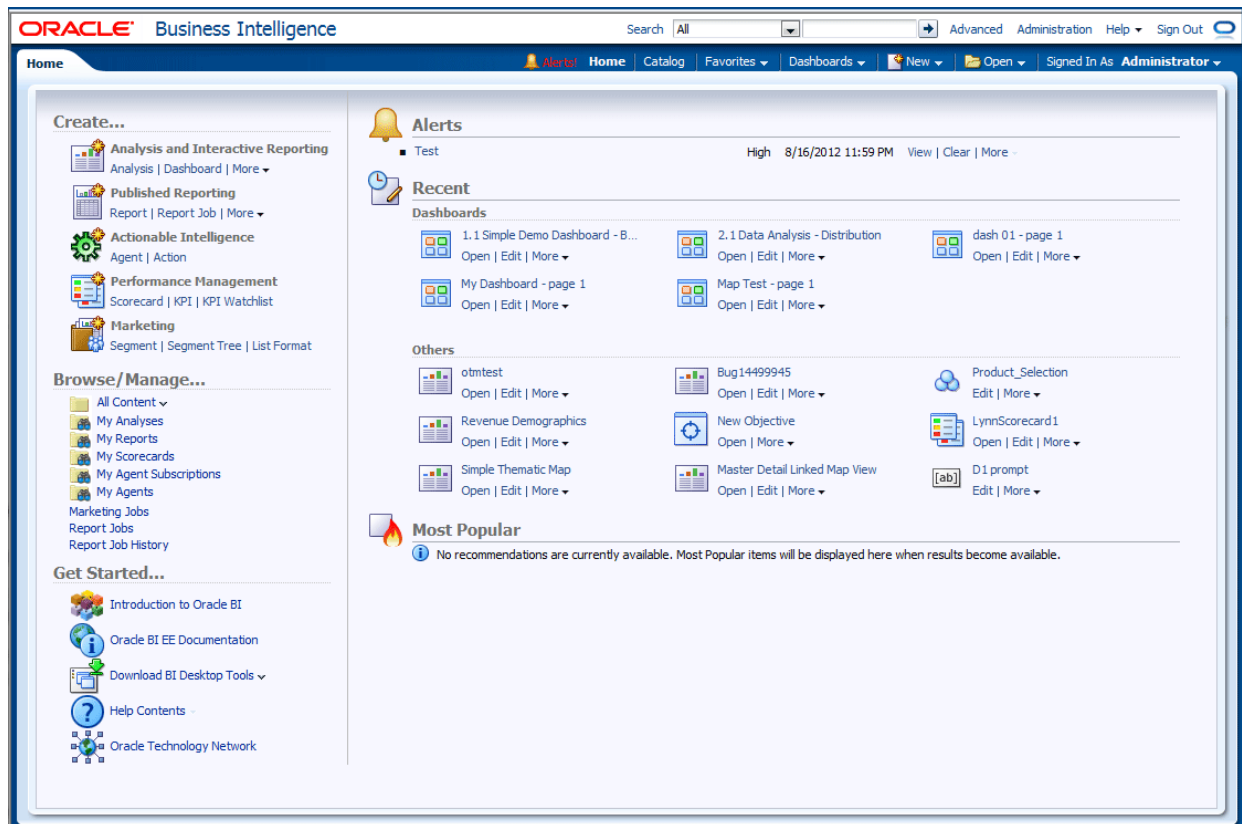 ORACLE Business Intelligence
Search All Advanced Administration Help Sign Out
Home
Alerts! Home Catalog Favorites Dashboards New Open Signed In As Administrator
Create...
Analysis and Interactive Reporting
Analysis | Dashboard | More
Published Reporting
Report | Report Job | More
Actionable Intelligence
Agent | Action
Performance Management
Scorecard | KPI | KPI Watchlist
Marketing
Segment | Segment Tree | List Format
Browse/Manage...
All Content
My Analyses
My Reports
My Scorecards
My Agent Subscriptions
My Agents
Marketing Jobs
Report Jobs
Report Job History
Get Started...
Introduction to Oracle BI
Oracle BI EE Documentation
Download BI Desktop Tools
Help Contents
Oracle Technology Network
Alerts
Test High 8/16/2012 11:59 PM View | Clear | More
Recent
Dashboards
1.1 Simple Demo Dashboard - B... 2.1 Data Analysis - Distribution dash 01 - page 1
Open | Edit | More Open | Edit | More Open | Edit | More
My Dashboard - page 1 Map Test - page 1
Open | Edit | More Open | Edit | More
Others
otmtest Bug14499945 Product_Selection
Open | Edit | More Open | Edit | More Edit | More
Revenue Demographics New Objective LynnScorecard1
Open | Edit | More Open | More Open | Edit | More
Simple Thematic Map Master Detail Linked Map View [ab] D1 prompt
Open | Edit | More Open | Edit | More Edit | More
Most Popular
No recommendations are currently available. Most Popular items will be displayed here when results become available.